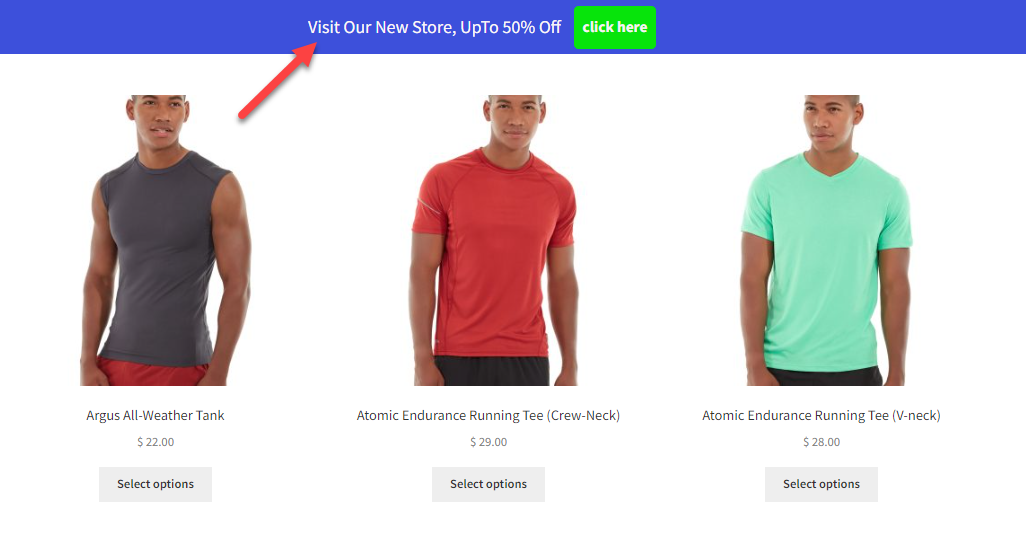 Visit Our New Store, UpTo 50% Off click here
Argus All-Weather Tank
Atomic Endurance Running Tee (Crew-Neck)
Atomic Endurance Running Tee (V-neck)
$ 22.00
$ 29.00
$ 28.00
Select options
Select options
Select options